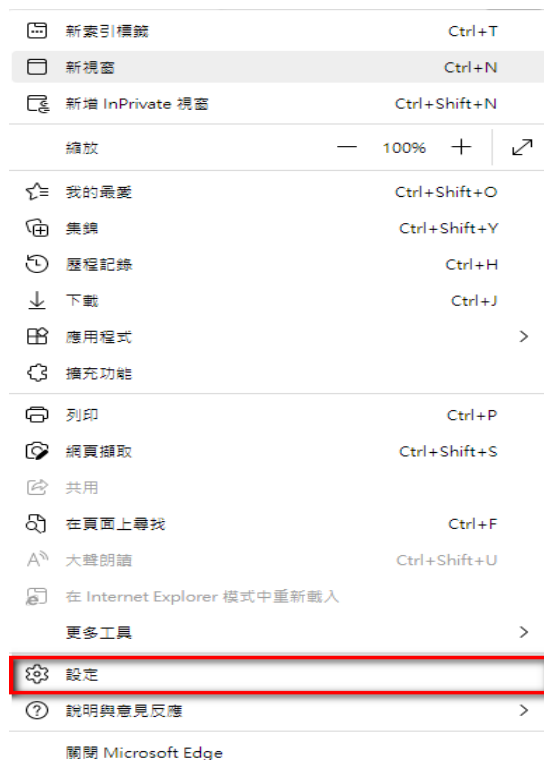 新索引標籤 Ctrl+T
新視窗 Ctrl+N
新增 InPrivate 視窗 Ctrl+Shift+N
縮放 — 100% +
我的最愛 Ctrl+Shift+O
集錦 Ctrl+Shift+Y
歷程記錄 Ctrl+H
下載 Ctrl+J
應用程式
擴充功能
列印 Ctrl+P
網頁擷取 Ctrl+Shift+S
共用
在頁面上尋找 Ctrl+F
大聲朗讀 Ctrl+Shift+U
在 Internet Explorer 模式中重新載入
更多工具
設定
說明與意見反應
關閉 Microsoft Edge